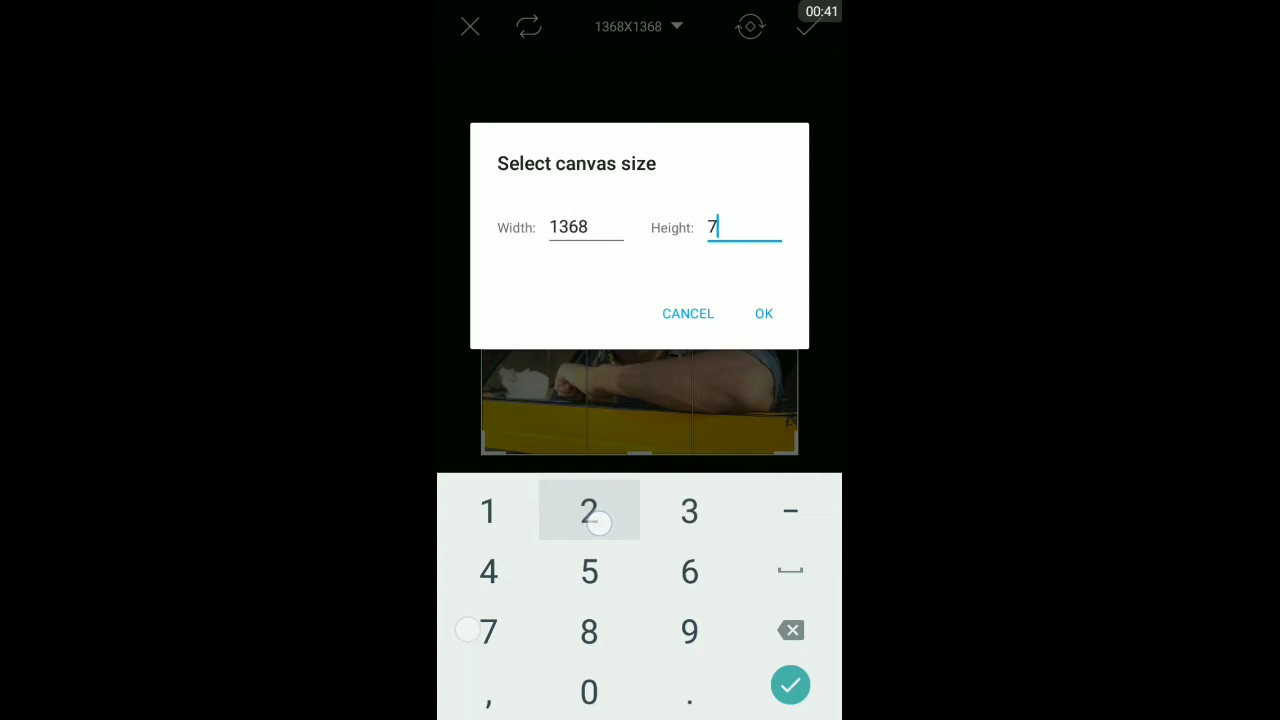 00:41
1368X1368
Select canvas size
Width: 1368 Height: 7
CANCEL OK
1 2 3 -
4 5 6
7 8 9
, 0 .